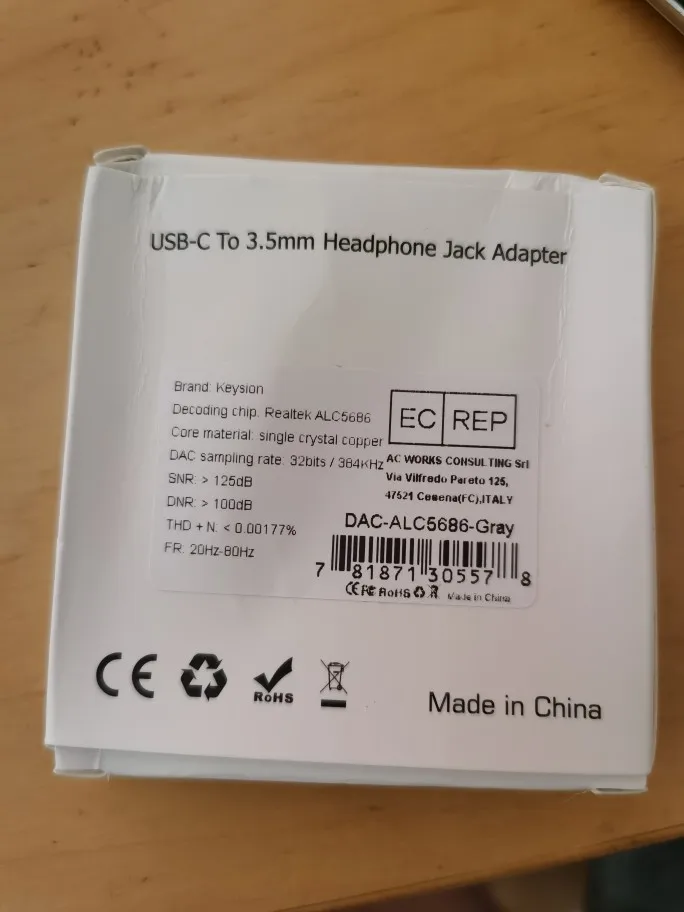 USB-C To 3.5mm Headphone Jack Adapter
Brand: Keysion
Decoding chip: Realtek ALC5686
Core material: single crystal copper
DAC sampling rate: 32bits / 384KHz
SNR: > 125dB
DNR: > 100dB
THD + N: < 0.00177%
FR: 20Hz-80Hz
EC REP
AC WORKS CONSULTING Srl
Via Vilfredo Pareto 125,
47521 Cesena(FC),ITALY
DAC-ALC5686-Gray
7 81871 30557 8
CE FC RoHS Made in China
CE RoHS
Made in China